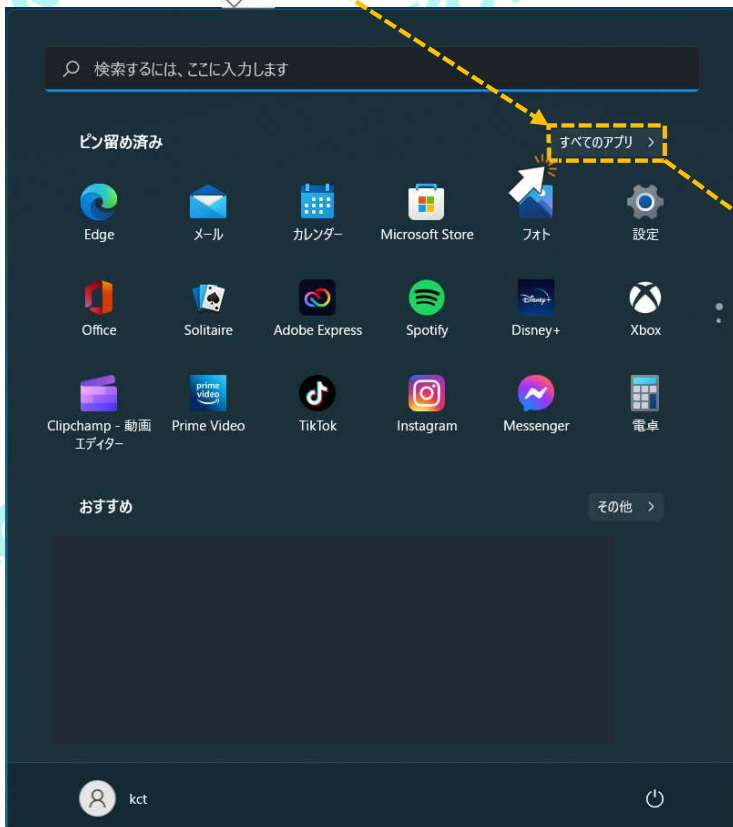 検索するには、ここに入力します
ピン留め済み
すべてのアプリ >
Edge
メール
カレンダー
Microsoft Store
フォト
設定
Office
Solitaire
Adobe Express
Spotify
Disney+
Xbox
Clipchamp - 動画
エディター
Prime Video
TikTok
Instagram
Messenger
電卓
Disney+
prime
video
おすすめ
その他 >
kct